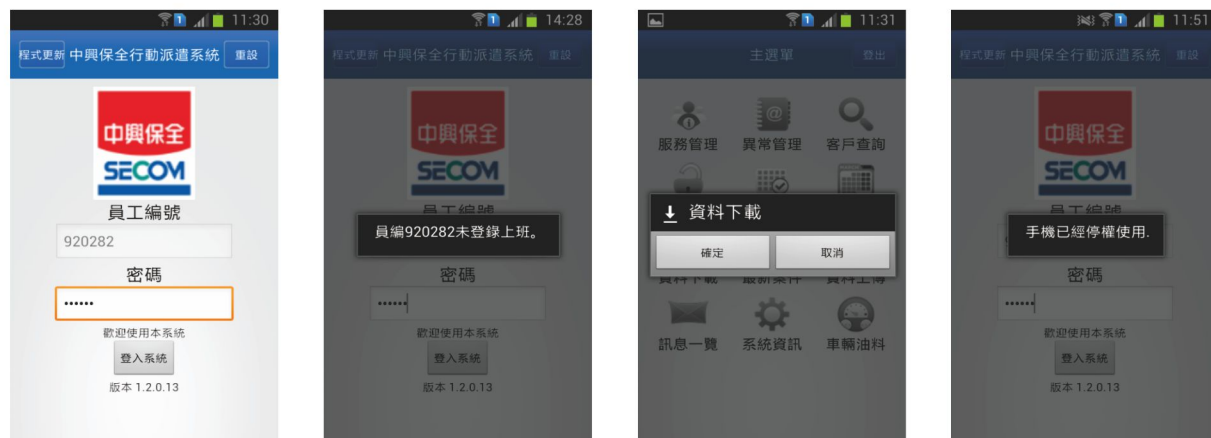 11:30
程式更新 中興保全行動派遣系統 重設
中興保全
SECOM
員工編號
920282
密碼
••••••
歡迎使用本系統
登入系統
版本 1.2.0.13
14:28
程式更新 中興保全行動派遣系統 重設
中興保全
SECOM
員工編號
員編920282未登錄上班。
密碼
••••••
歡迎使用本系統
登入系統
版本 1.2.0.13
11:31
主選單 登出
服務管理 異常管理 客戶查詢
資料下載
確定 取消
資料下載 最新案件 資料上傳
訊息一覽 系統資訊 車輛油料
11:51
程式更新 中興保全行動派遣系統 重設
中興保全
SECOM
員工編號
手機已經停權使用.
密碼
••••••
歡迎使用本系統
登入系統
版本 1.2.0.13